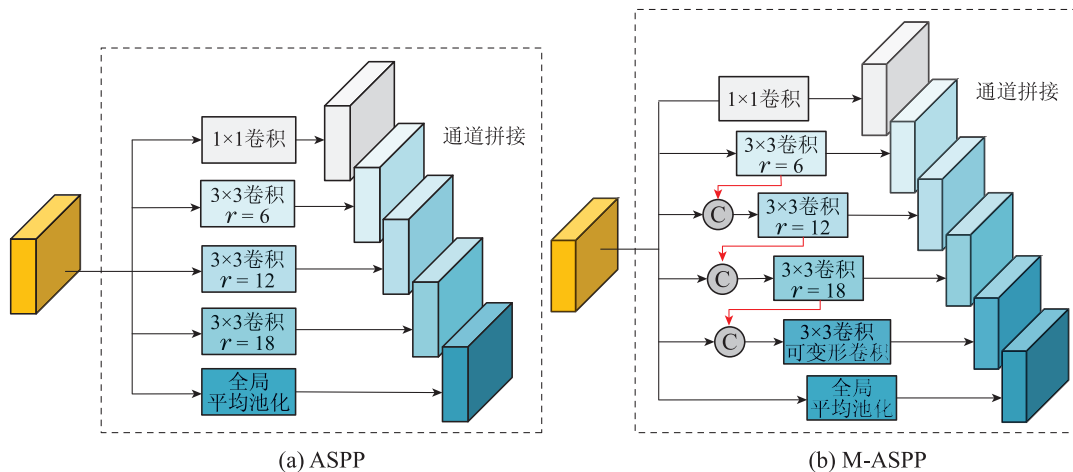 1×1卷积
通道拼接
3×3卷积
r = 6
3×3卷积
r = 12
3×3卷积
r = 18
全局
平均池化
(a) ASPP
1×1卷积
通道拼接
3×3卷积
r = 6
C
3×3卷积
r = 12
C
3×3卷积
r = 18
C
3×3卷积
可变形卷积
全局
平均池化
(b) M-ASPP